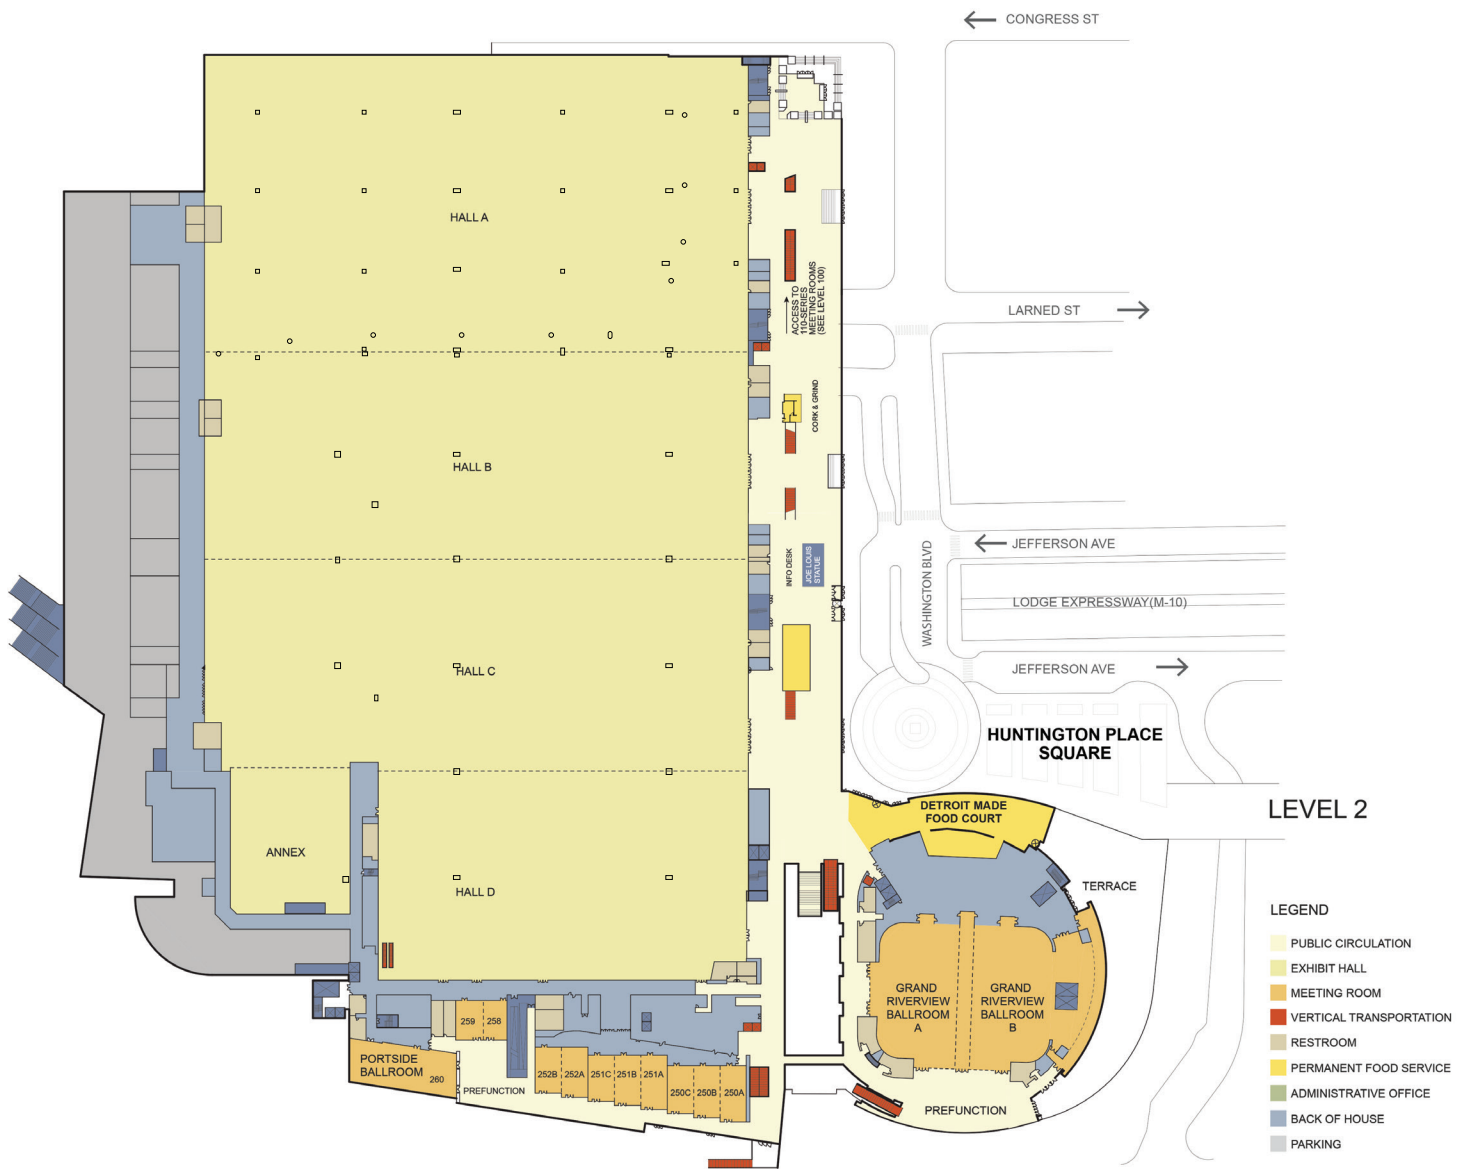 CONGRESS ST
HALL A
ACCESS TO
110-SERIES
MEETING ROOMS
(SEE LEVEL 100)
LARNED ST
CORK & GRIND
HALL B
INFO DESK
JOE LOUIS
STATUE
WASHINGTON BLVD
JEFFERSON AVE
LODGE EXPRESSWAY(M-10)
JEFFERSON AVE
HALL C
HUNTINGTON PLACE
SQUARE
DETROIT MADE
FOOD COURT
LEVEL 2
ANNEX
HALL D
TERRACE
GRAND
RIVERVIEW
BALLROOM
A
GRAND
RIVERVIEW
BALLROOM
B
259
258
PORTSIDE
BALLROOM
260
PREFUNCTION
252B
252A
251C
251B
251A
250C
250B
250A
PREFUNCTION
LEGEND
PUBLIC CIRCULATION
EXHIBIT HALL
MEETING ROOM
VERTICAL TRANSPORTATION
RESTROOM
PERMANENT FOOD SERVICE
ADMINISTRATIVE OFFICE
BACK OF HOUSE
PARKING